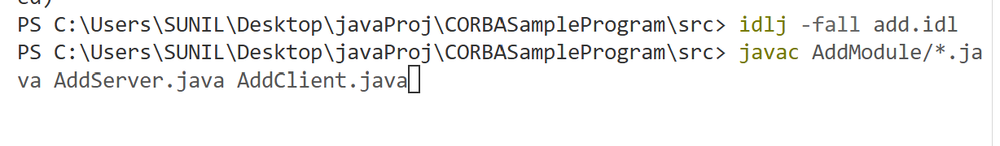 PS C:\Users\SUNIL\Desktop\javaProj\CORBASampleProgram\src> idlj -fall add.idl
PS C:\Users\SUNIL\Desktop\javaProj\CORBASampleProgram\src> javac AddModule/*.ja
va AddServer.java AddClient.java